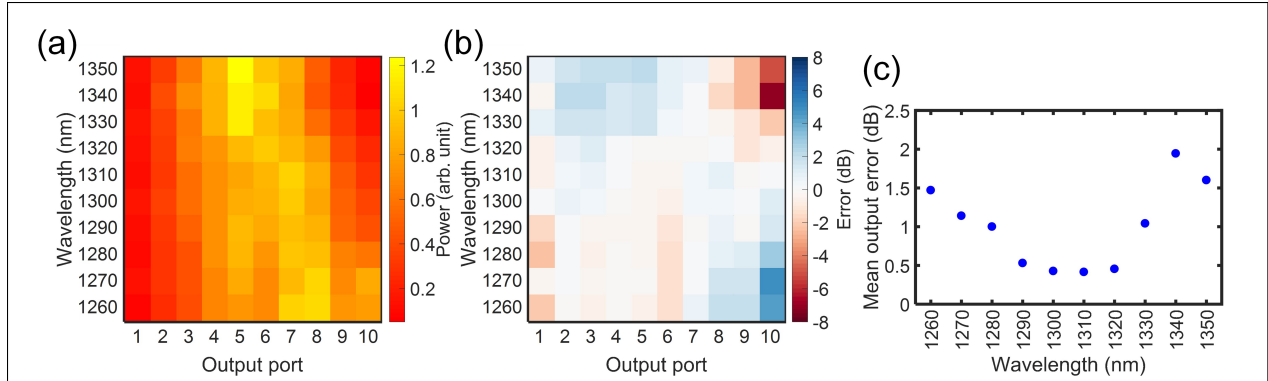 (a)
Wavelength (nm)
1350
1340
1330
1320
1310
1300
1290
1280
1270
1260
1 2 3 4 5 6 7 8 9 10
Output port
1.2
1
0.8
0.6
0.4
0.2
Power (arb. unit)
(b)
Wavelength (nm)
1350
1340
1330
1320
1310
1300
1290
1280
1270
1260
1 2 3 4 5 6 7 8 9 10
Output port
8
6
4
2
0
-2
-4
-6
-8
Error (dB)
(c)
Mean output error (dB)
2.5
2
1.5
1
0.5
0
1260 1270 1280 1290 1300 1310 1320 1330 1340 1350
Wavelength (nm)